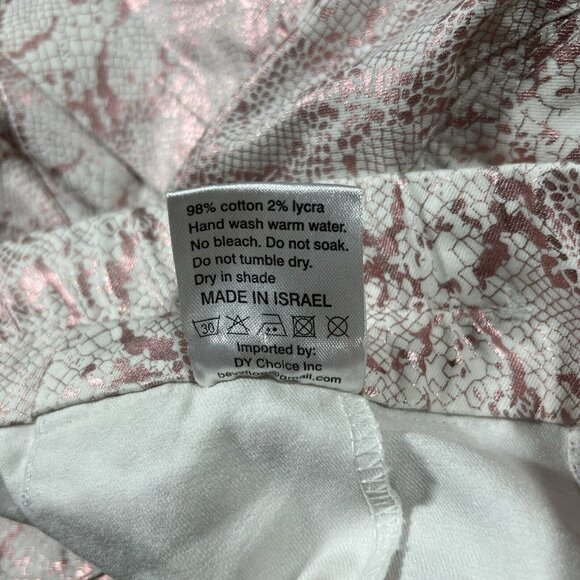 98% cotton 2% lycra
Hand wash warm water.
No bleach. Do not soak.
Do not tumble dry.
Dry in shade
MADE IN ISRAEL
30
Imported by:
DY Choice Inc